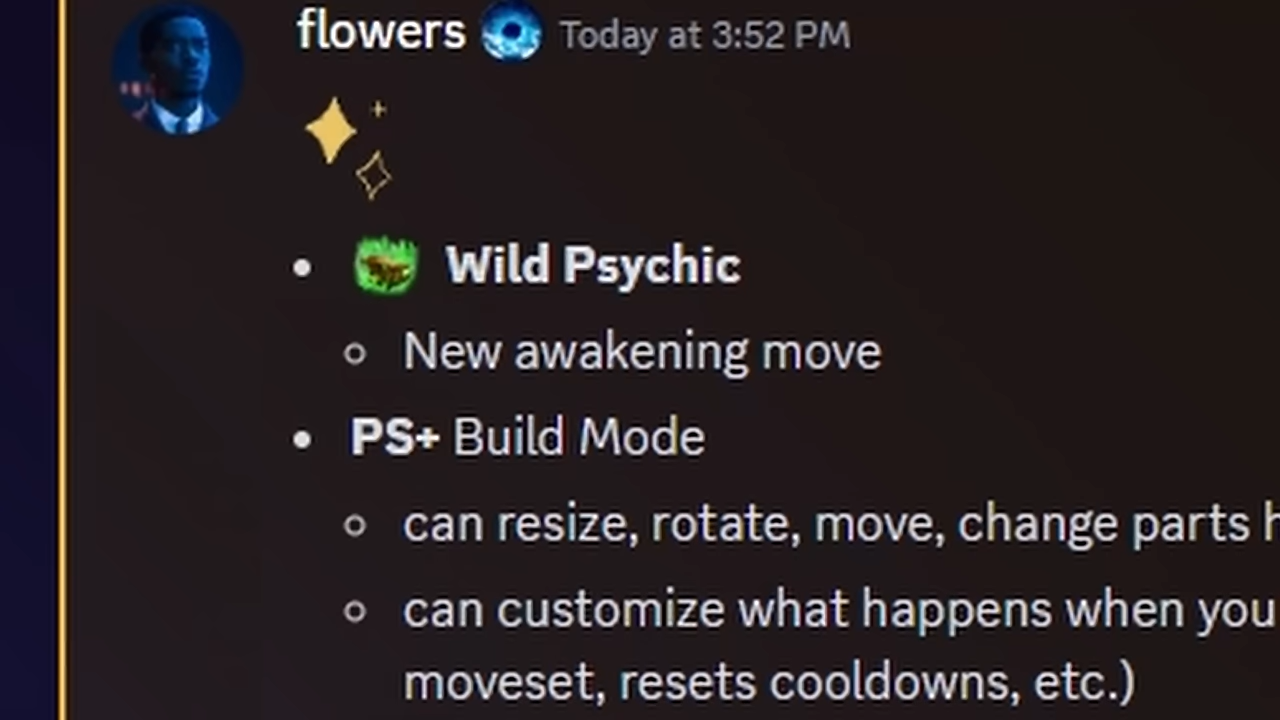 flowers Today at 3:52 PM
Wild Psychic
New awakening move
PS+ Build Mode
can resize, rotate, move, change parts h
can customize what happens when you
moveset, resets cooldowns, etc.)